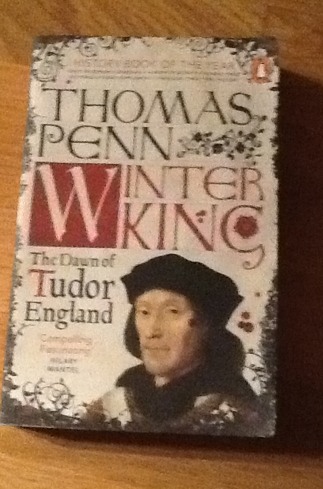 HISTORY BOOK OF THE YEAR
THOMAS
PENN
WINTER
KING
The Dawn of
Tudor
England
'Compelling,
Fascinating'
HILARY
MANTEL